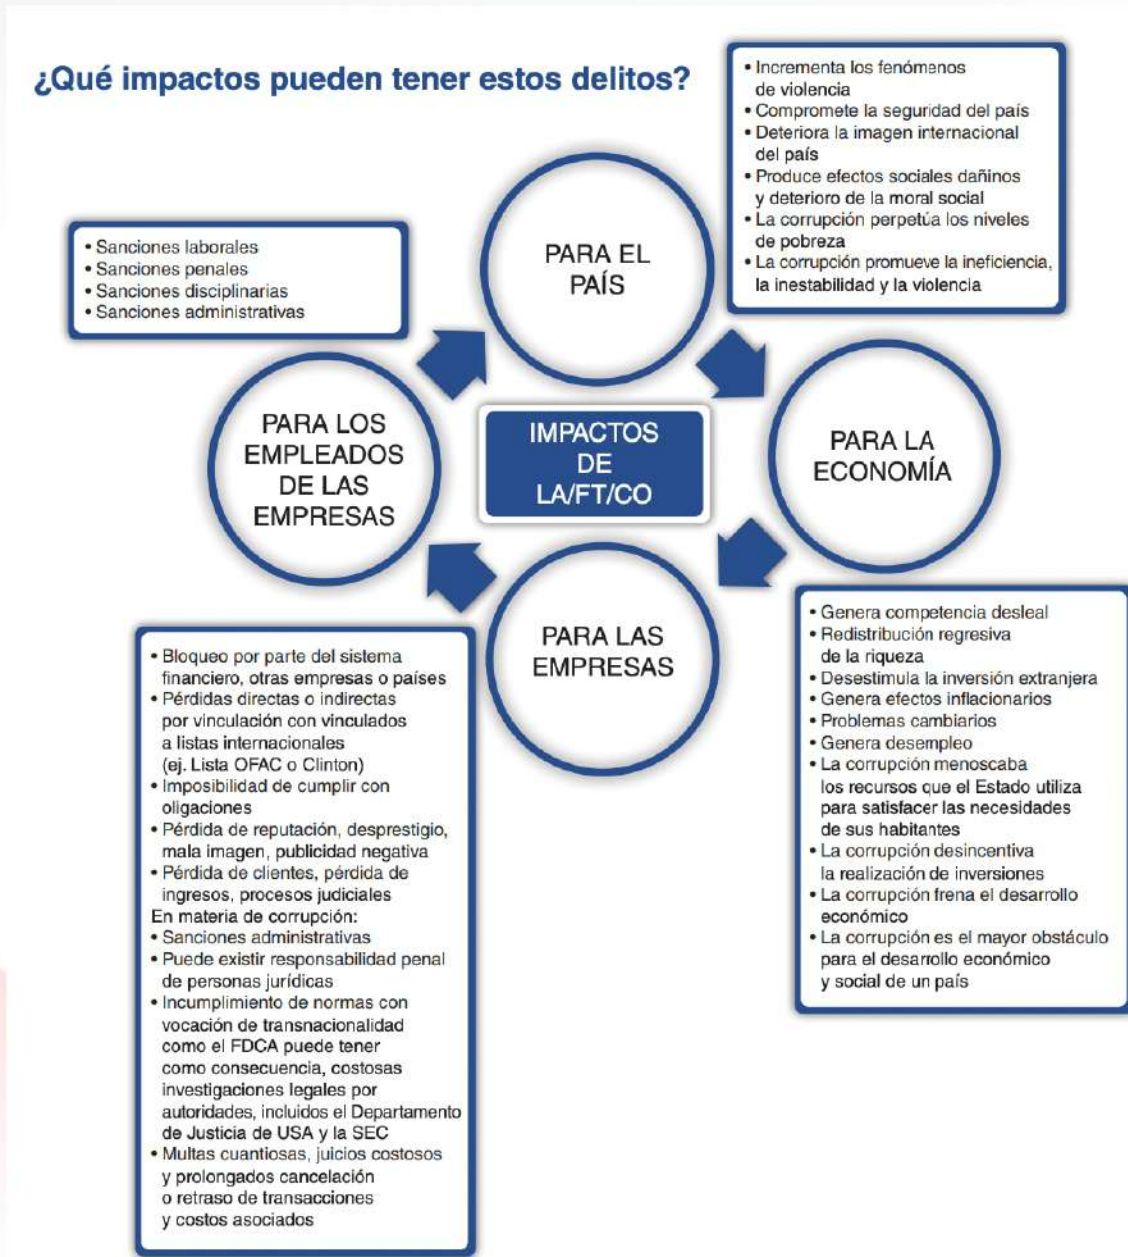 ¿Qué impactos pueden tener estos delitos?
• Incrementa los fenómenos
de violencia
• Compromete la seguridad del país
• Deteriora la imagen internacional
del país
• Produce efectos sociales dañinos
y deterioro de la moral social
• La corrupción perpetúa los niveles
de pobreza
• La corrupción promueve la ineficiencia,
la inestabilidad y la violencia
• Sanciones laborales
• Sanciones penales
• Sanciones disciplinarias
• Sanciones administrativas
PARA EL
PAÍS
PARA LOS
EMPLEADOS
DE LAS
EMPRESAS
IMPACTOS
DE
LA/FT/CO
PARA LA
ECONOMÍA
PARA LAS
EMPRESAS
• Bloqueo por parte del sistema
financiero, otras empresas o países
• Pérdidas directas o indirectas
por vinculación con vinculados
a listas internacionales
(ej. Lista OFAC o Clinton)
• Imposibilidad de cumplir con
oligaciones
• Pérdida de reputación, desprestigio,
mala imagen, publicidad negativa
• Pérdida de clientes, pérdida de
ingresos, procesos judiciales
En materia de corrupción:
• Sanciones administrativas
• Puede existir responsabilidad penal
de personas jurídicas
• Incumplimiento de normas con
vocación de transnacionalidad
como el FDCA puede tener
como consecuencia, costosas
investigaciones legales por
autoridades, incluidos el Departamento
de Justicia de USA y la SEC
• Multas cuantiosas, juicios costosos
y prolongados cancelación
o retraso de transacciones
y costos asociados
• Genera competencia desleal
• Redistribución regresiva
de la riqueza
• Desestimula la inversión extranjera
• Genera efectos inflacionarios
• Problemas cambiarios
• Genera desempleo
• La corrupción menoscaba
los recursos que el Estado utiliza
para satisfacer las necesidades
de sus habitantes
• La corrupción desincentiva
la realización de inversiones
• La corrupción frena el desarrollo
económico
• La corrupción es el mayor obstáculo
para el desarrollo económico
y social de un país